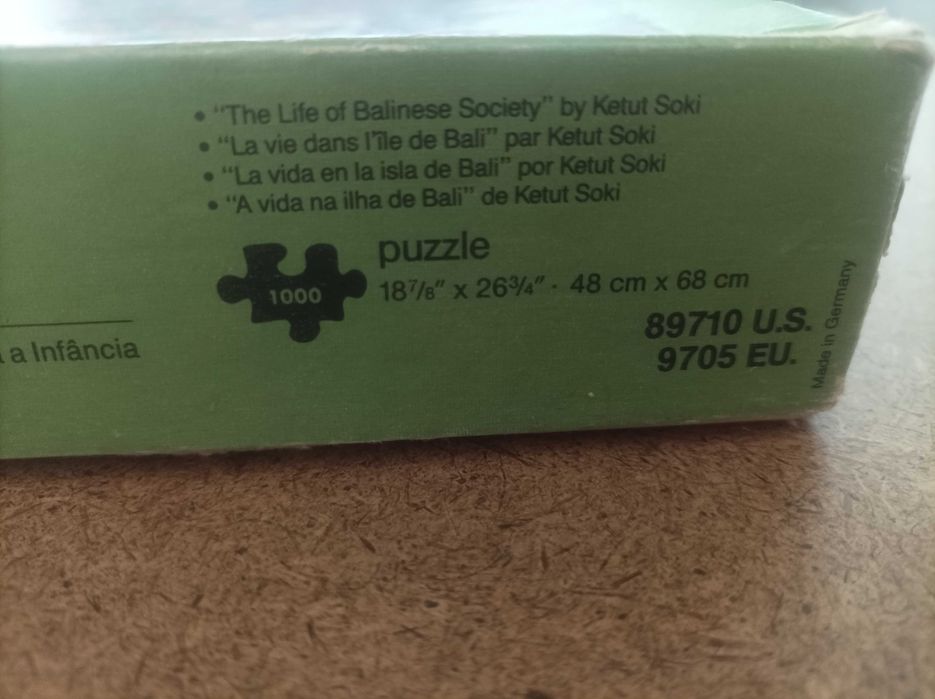 • "The Life of Balinese Society" by Ketut Soki
• "La vie dans l'île de Bali" par Ketut Soki
• "La vida en la isla de Bali" por Ketut Soki
• "A vida na ilha de Bali" de Ketut Soki
puzzle
1000
18⅞" x 26¾" · 48 cm x 68 cm
89710 U.S.
9705 EU.
Made in Germany
a Infância